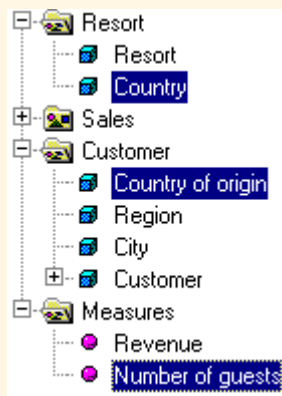 Resort
Resort
Country
Sales
Customer
Country of origin
Region
City
Customer
Measures
Revenue
Number of guests